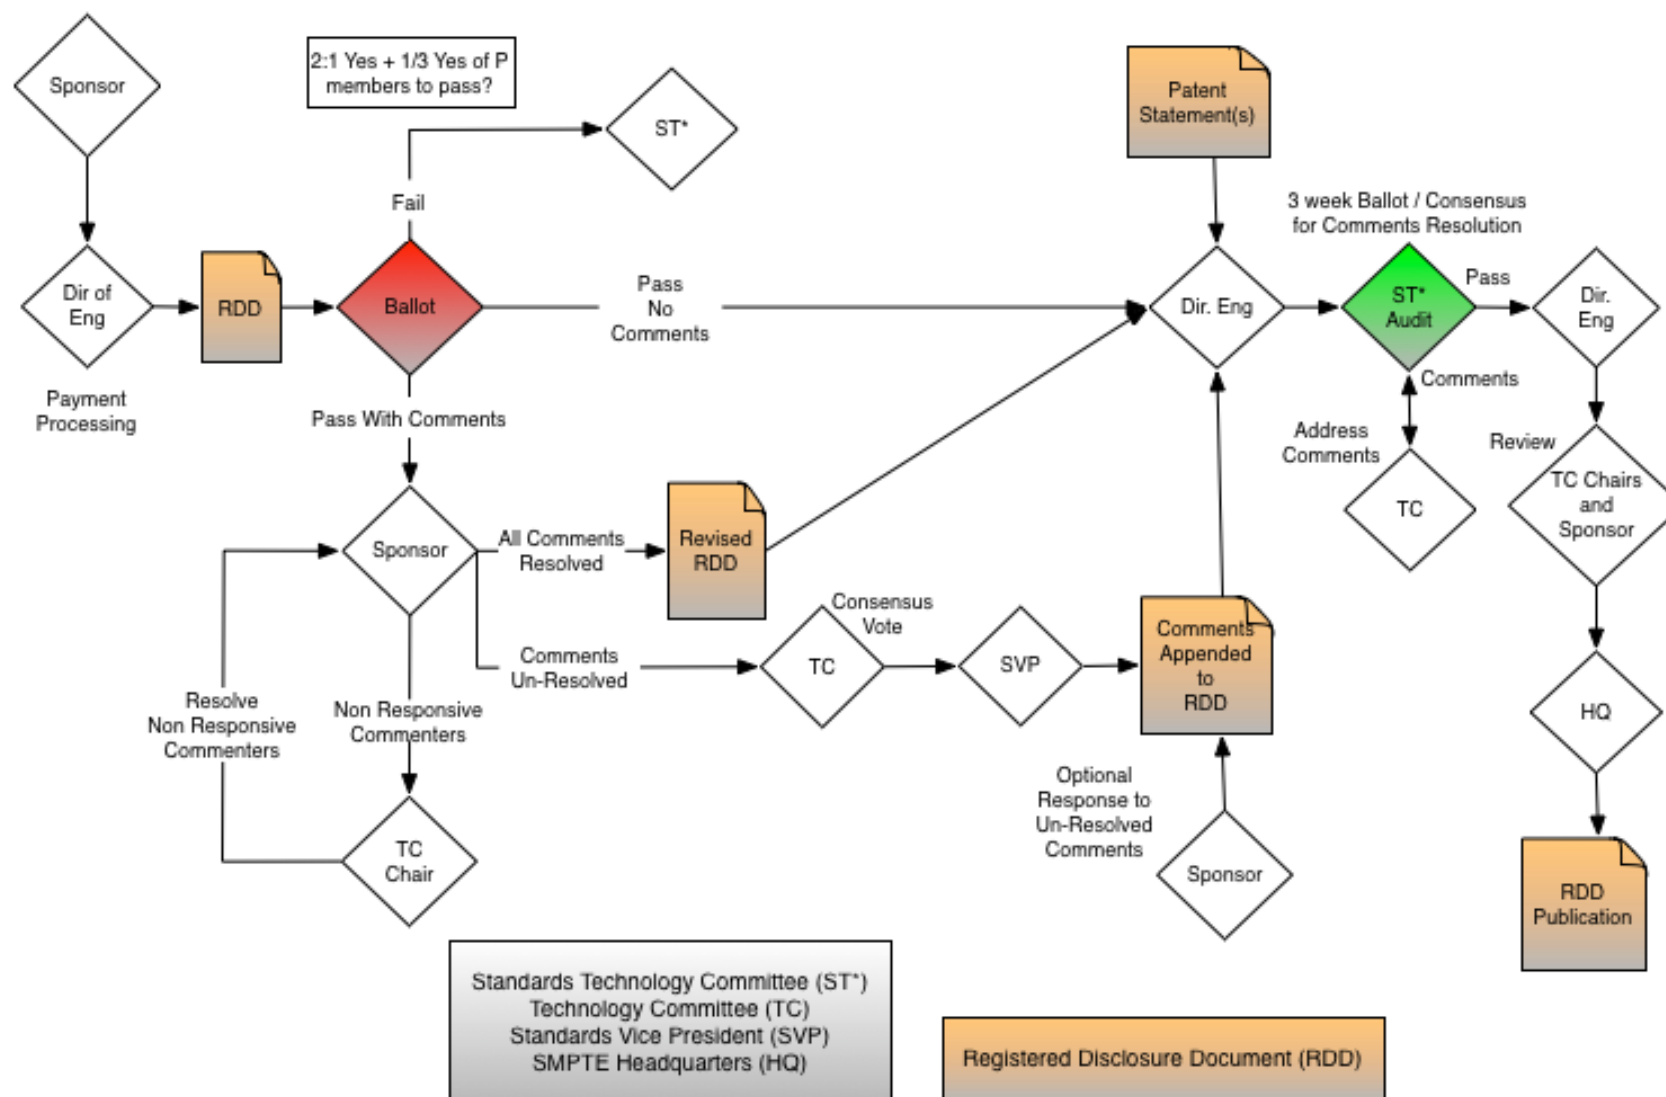 Sponsor
2:1 Yes + 1/3 Yes of P
members to pass?
ST*
Patent
Statement(s)
Fail
3 week Ballot / Consensus
for Comments Resolution
Dir of
Eng
RDD
Ballot
Pass
No
Comments
Dir. Eng
ST*
Audit
Pass
Dir.
Eng
Payment
Processing
Pass With Comments
Comments
Address
Comments
Review
TC
TC Chairs
and
Sponsor
Sponsor
All Comments
Resolved
Revised
RDD
Comments
Un-Resolved
Consensus
Vote
TC
SVP
Comments
Appended
to
RDD
Resolve
Non Responsive
Commenters
Non Responsive
Commenters
HQ
TC
Chair
Optional
Response to
Un-Resolved
Comments
Sponsor
RDD
Publication
Standards Technology Committee (ST*)
Technology Committee (TC)
Standards Vice President (SVP)
SMPTE Headquarters (HQ)
Registered Disclosure Document (RDD)